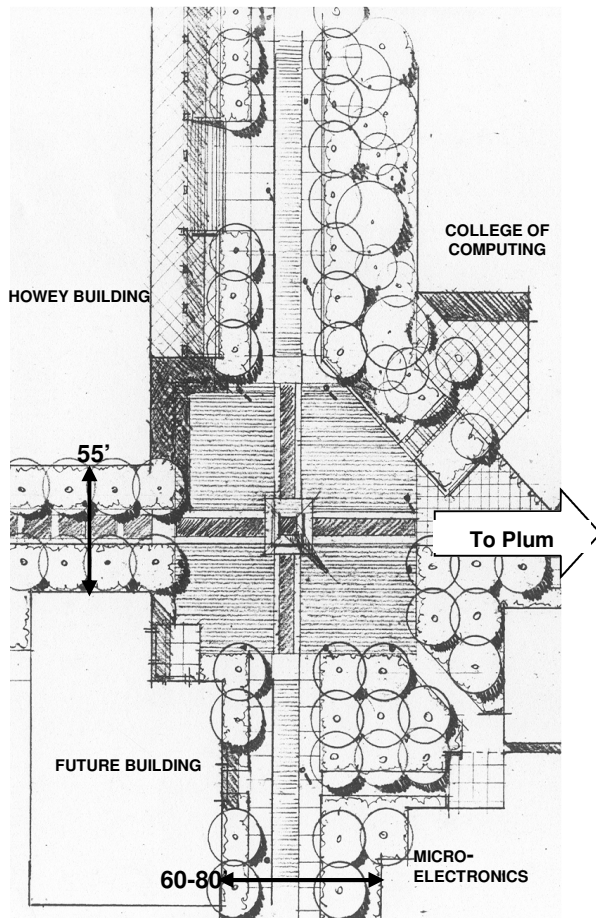 COLLEGE OF
COMPUTING
HOWEY BUILDING
55’
To Plum
FUTURE BUILDING
MICRO-
ELECTRONICS
60-80’